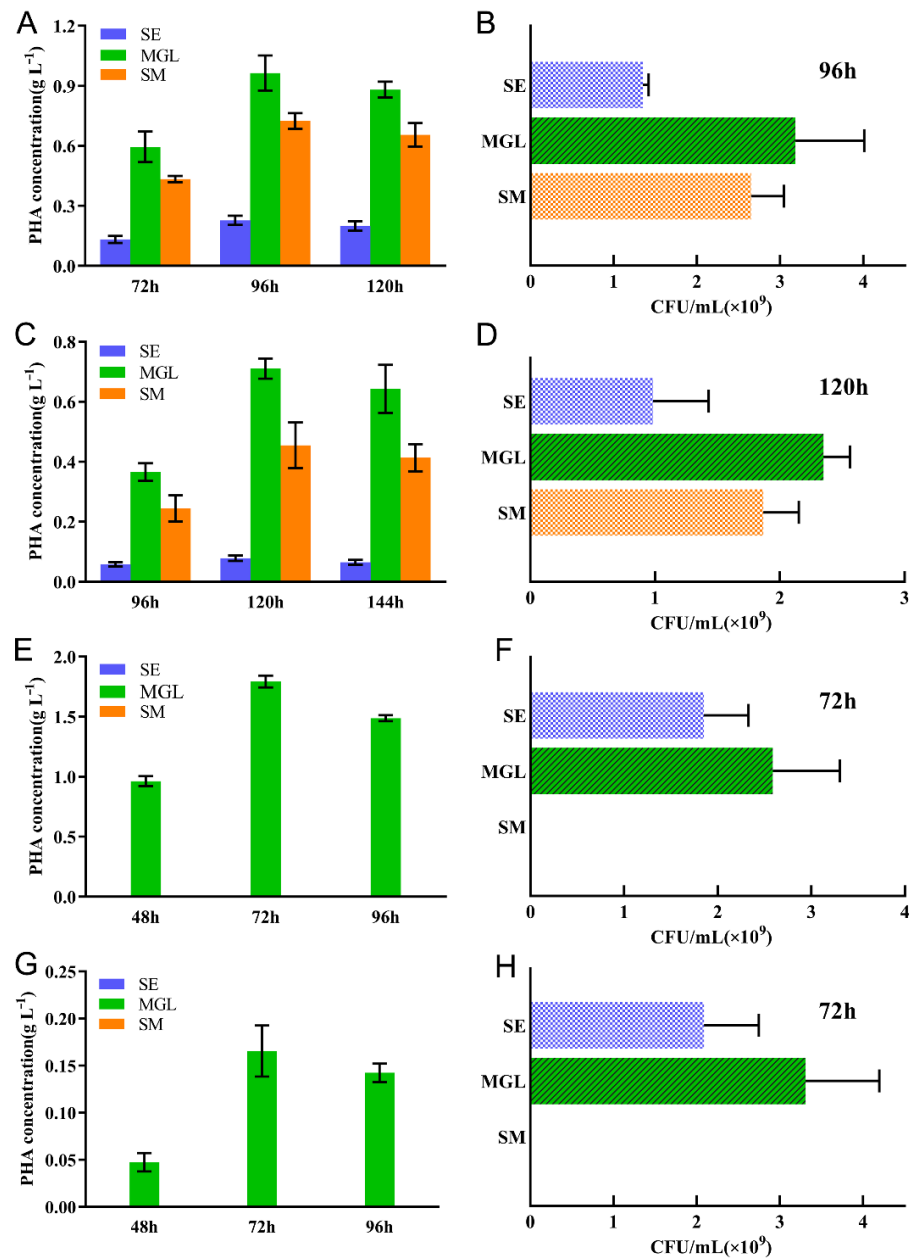 A
PHA concentration(g L⁻¹)
1.2
0.9
0.6
0.3
0.0
SE
MGL
SM
72h
96h
120h
B
96h
SE
MGL
SM
0
1
2
3
4
CFU/mL(×10⁹)
C
PHA concentration(g L⁻¹)
0.8
0.6
0.4
0.2
0.0
SE
MGL
SM
96h
120h
144h
D
120h
SE
MGL
SM
0
1
2
3
CFU/mL(×10⁹)
E
PHA concentration(g L⁻¹)
2.0
1.5
1.0
0.5
0.0
SE
MGL
SM
48h
72h
96h
F
72h
SE
MGL
SM
0
1
2
3
4
CFU/mL(×10⁹)
G
PHA concentration(g L⁻¹)
0.25
0.20
0.15
0.10
0.05
0.00
SE
MGL
SM
48h
72h
96h
H
72h
SE
MGL
SM
0
1
2
3
4
CFU/mL(×10⁹)